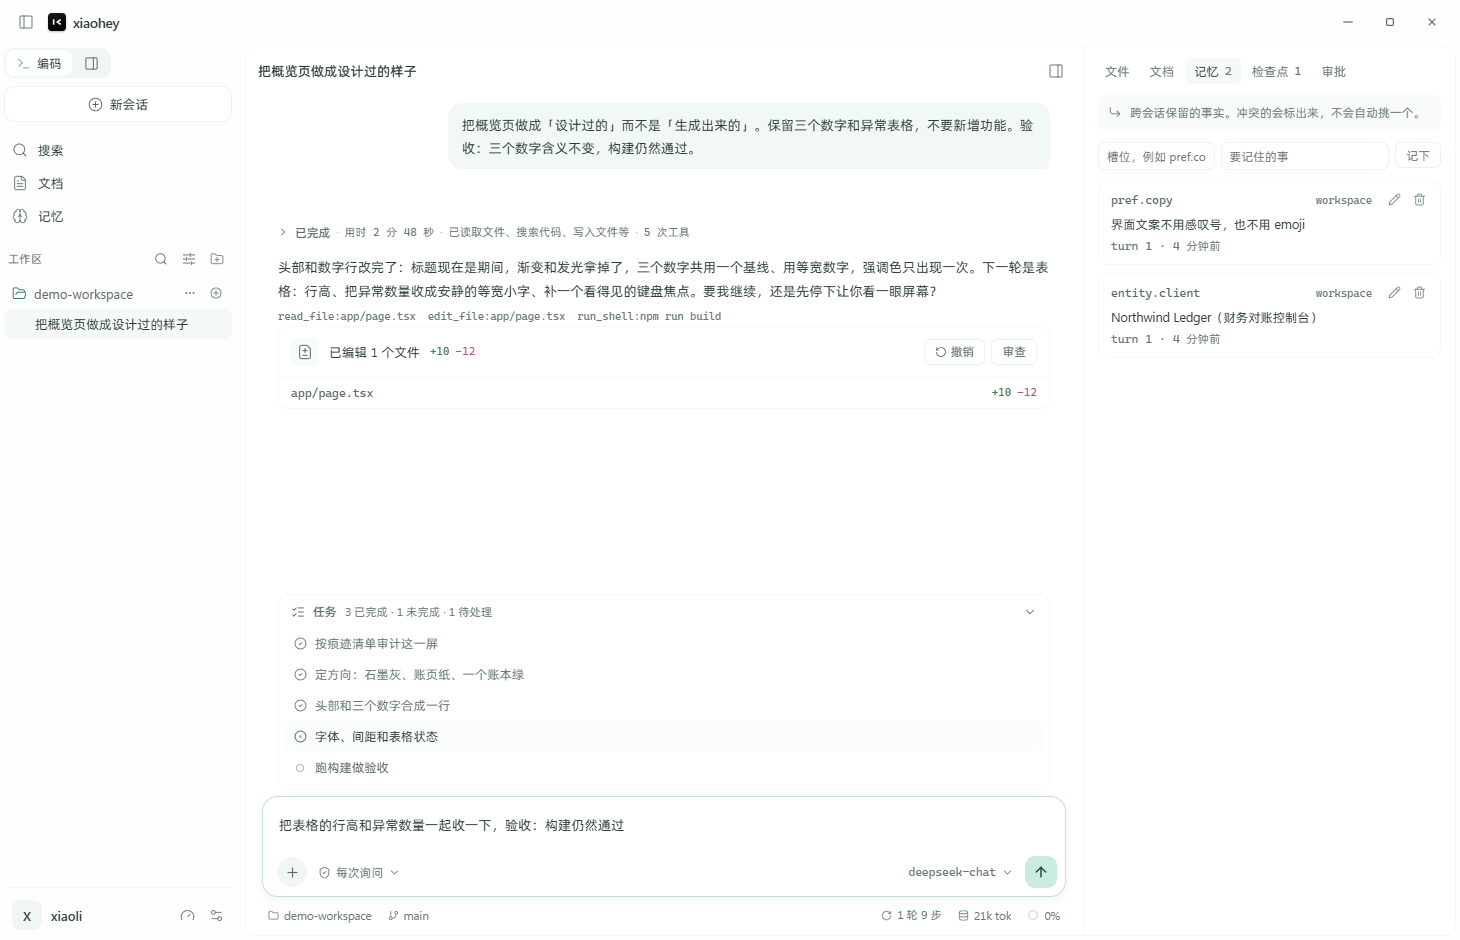 xiaohey
编码
新会话
搜索
文档
记忆
工作区
demo-workspace
把概览页做成设计过的样子
xiaoli
把概览页做成设计过的样子
把概览页做成「设计过的」而不是「生成出来的」。保留三个数字和异常表格，不要新增功能。验
收：三个数字含义不变，构建仍然通过。
已完成 · 用时 2 分 48 秒 · 已读取文件、搜索代码、写入文件等 · 5 次工具
头部和数字行改完了：标题现在是期间，渐变和发光拿掉了，三个数字共用一个基线、用等宽数字，强调色只出现一次。下一轮是表
格：行高、把异常数量收成安静的等宽小字、补一个看得见的键盘焦点。要我继续，还是先停下让你看一眼屏幕？
read_file:app/page.tsx edit_file:app/page.tsx run_shell:npm run build
已编辑 1 个文件 +10 −12 撤销 审查
app/page.tsx +10 −12
任务 3 已完成 · 1 未完成 · 1 待处理
按痕迹清单审计这一屏
定方向：石墨灰、账页纸、一个账本绿
头部和三个数字合成一行
字体、间距和表格状态
跑构建做验收
把表格的行高和异常数量一起收一下，验收：构建仍然通过
每次询问 deepseek-chat
demo-workspace main 1 轮 9 步 21k tok 0%
文件 文档 记忆 2 检查点 1 审批
跨会话保留的事实。冲突的会标出来，不会自动挑一个。
槽位，例如 pref.co 要记住的事 记下
pref.copy workspace
界面文案不用感叹号，也不用 emoji
turn 1 · 4 分钟前
entity.client workspace
Northwind Ledger（财务对账控制台）
turn 1 · 4 分钟前
X